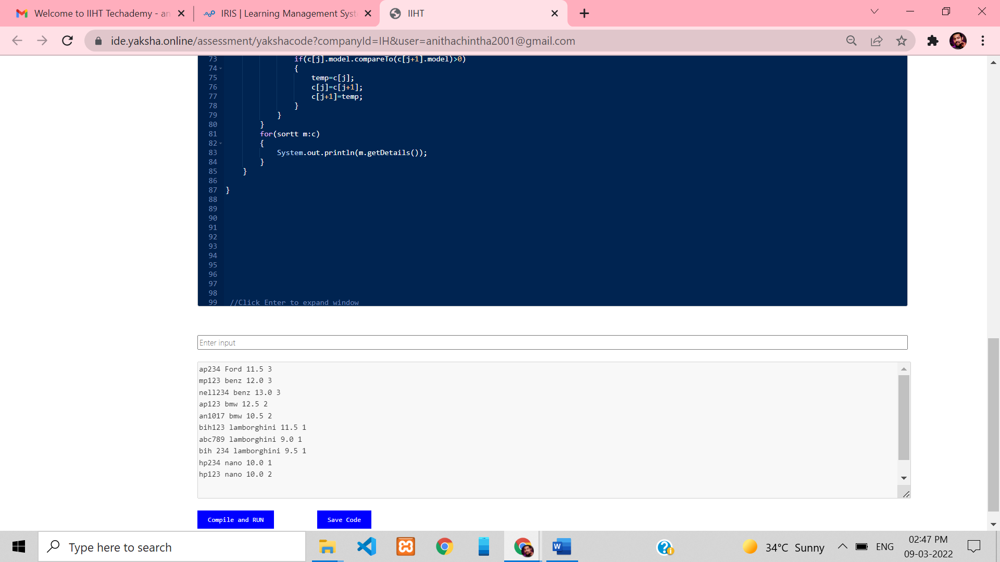 Welcome to IIHT Techademy - an
IRIS | Learning Management Syst
IIHT
ide.yaksha.online/assessment/yakshacode?companyId=IH&user=anithachintha2001@gmail.com
73 if(c[j].model.compareTo(c[j+1].model)>0)
74 {
75 temp=c[j];
76 c[j]=c[j+1];
77 c[j+1]=temp;
78 }
79 }
80 }
81 for(sortt m:c)
82 {
83 System.out.println(m.getDetails());
84 }
85 }
86
87 }
88
89
90
91
92
93
94
95
96
97
98
99 //Click Enter to expand window
Enter input
ap234 Ford 11.5 3
mp123 benz 12.0 3
nell234 benz 13.0 3
ap123 bmw 12.5 2
an1017 bmw 10.5 2
bih123 lamborghini 11.5 1
abc789 lamborghini 9.0 1
bih 234 lamborghini 9.5 1
hp234 nano 10.0 1
hp123 nano 10.0 2
Compile and RUN
Save Code
Type here to search
34°C Sunny
ENG
02:47 PM
09-03-2022